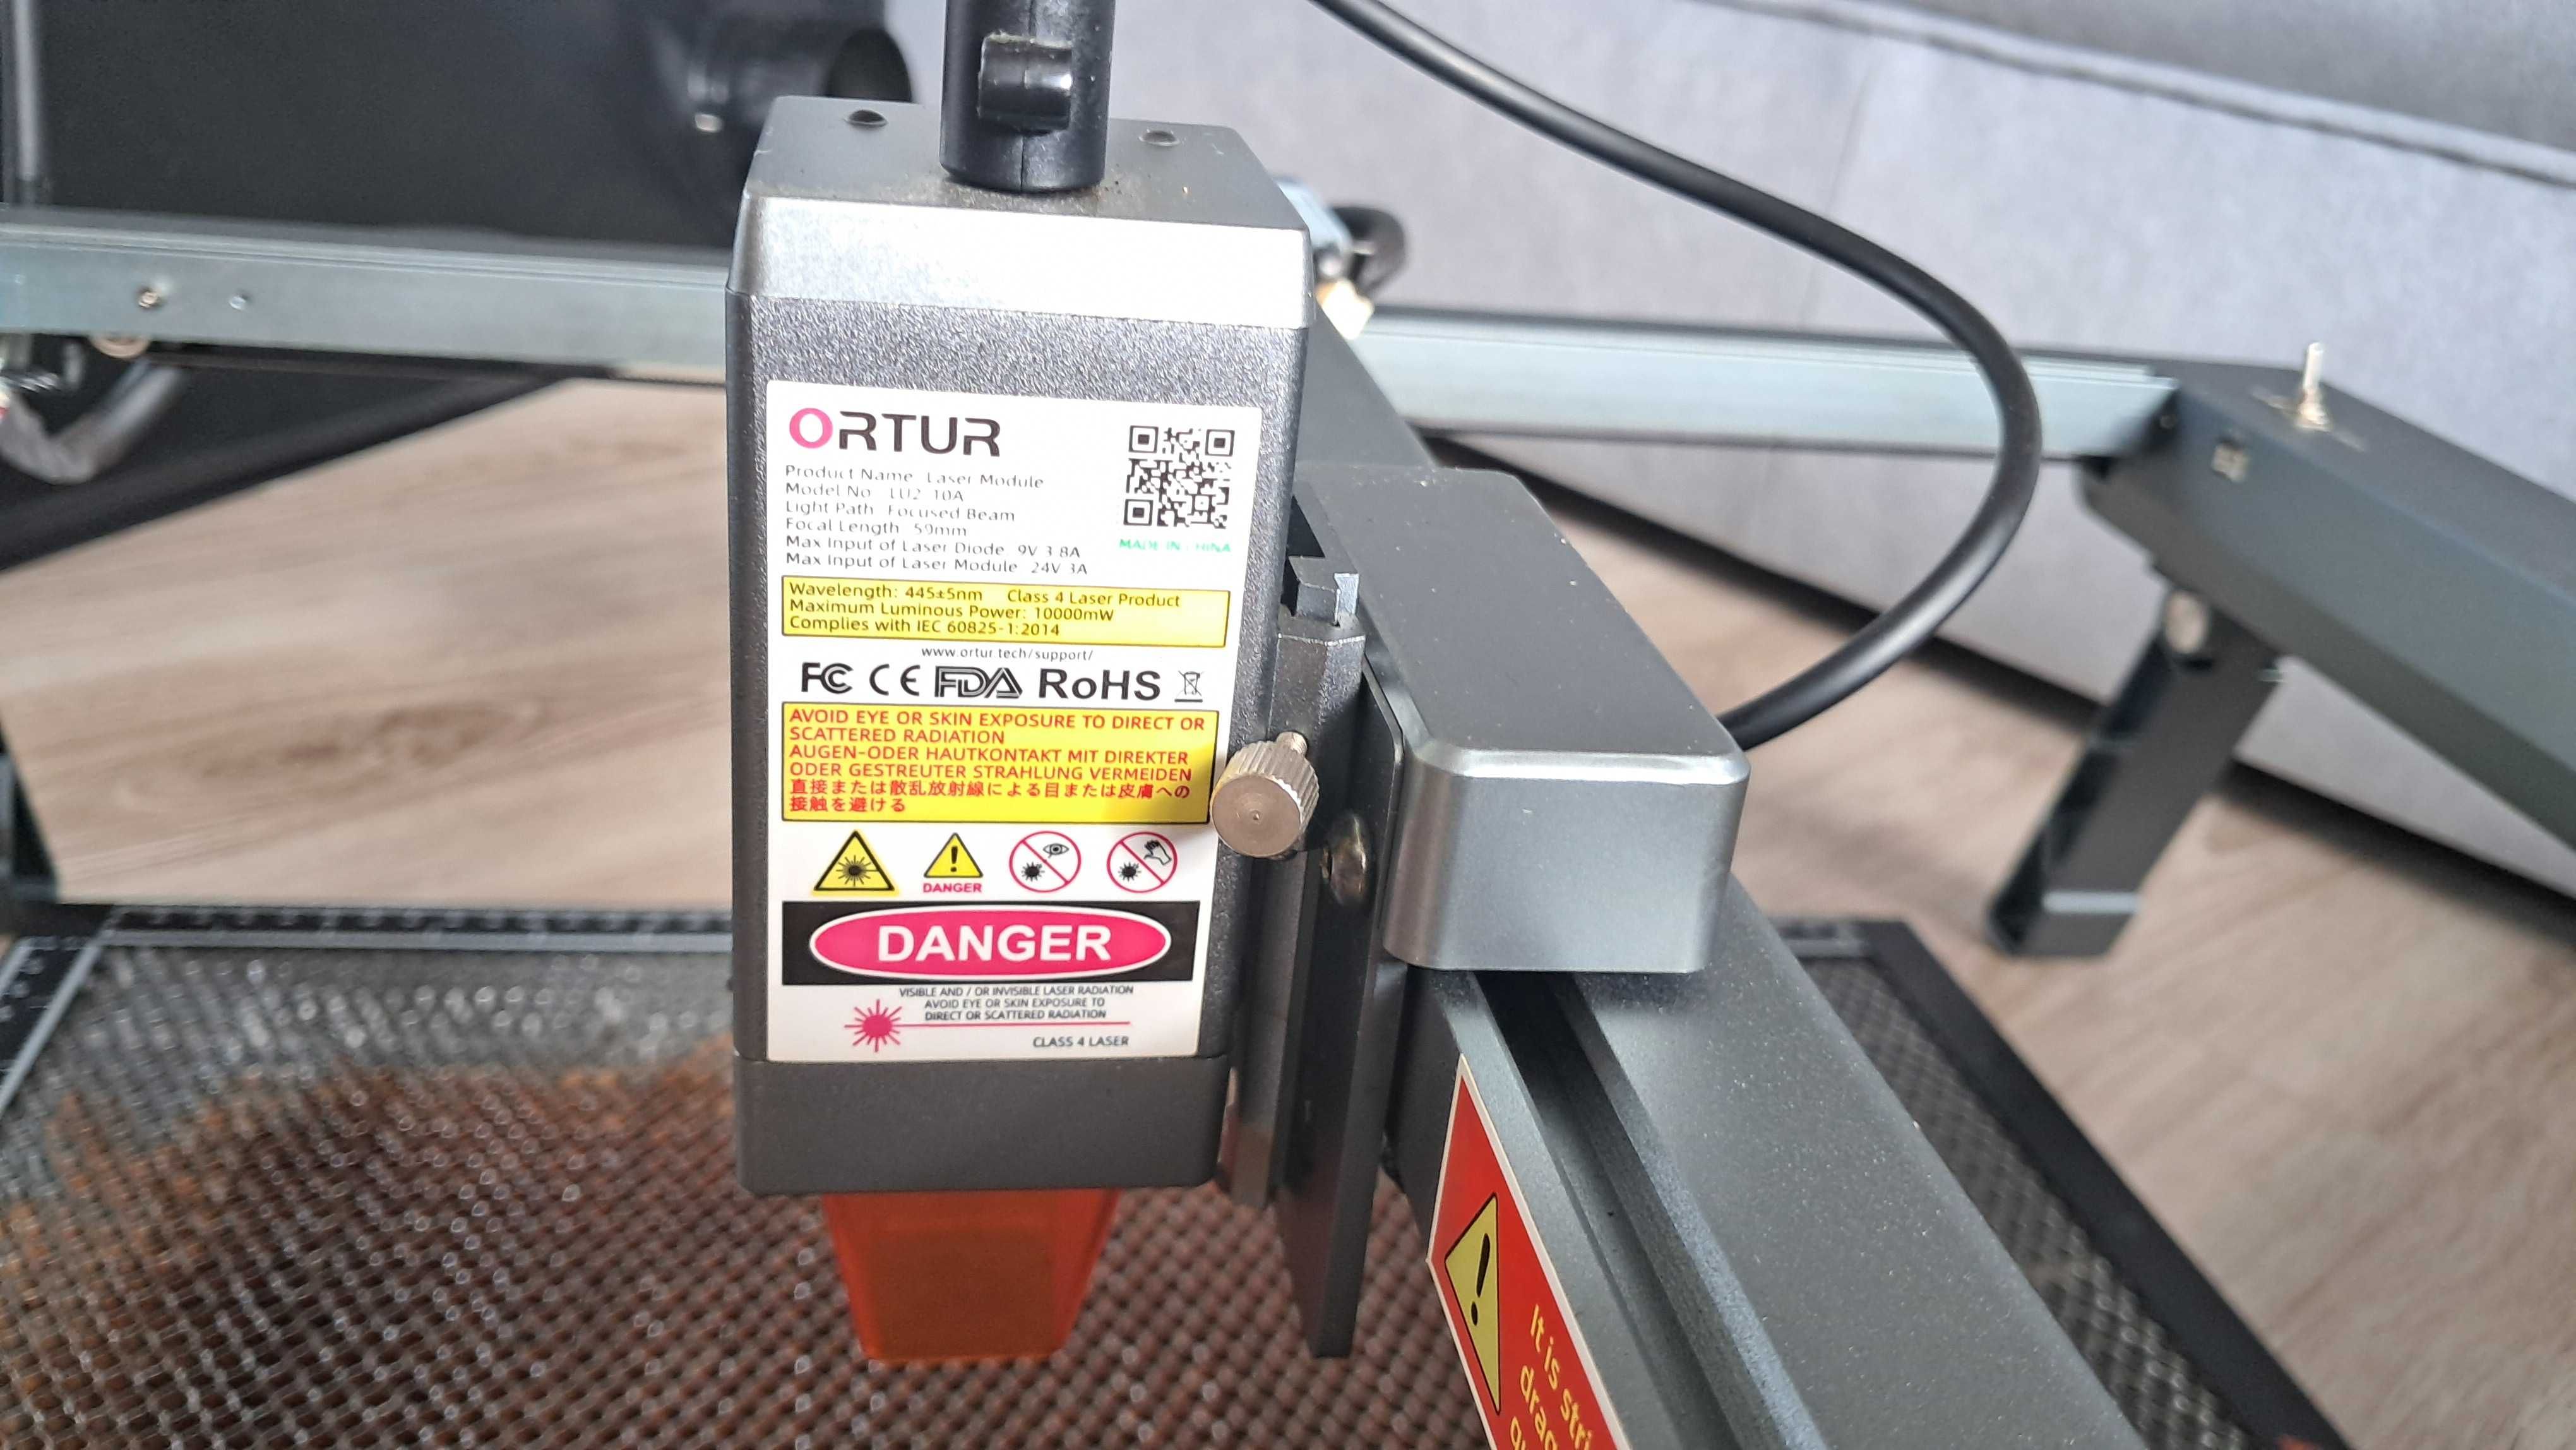 ORTUR
Product Name Laser Module
Model No LU2 10A
Light Path Focused Beam
Focal Length 59mm
Max Input of Laser Diode 9V 3 8A
Max Input of Laser Module 24V 3A
MADE IN CHINA
Wavelength: 445±5nm Class 4 Laser Product
Maximum Luminous Power: 10000mW
Complies with IEC 60825-1:2014
www.ortur.tech/support/
FC CE FDA RoHS
AVOID EYE OR SKIN EXPOSURE TO DIRECT OR
SCATTERED RADIATION
AUGEN-ODER HAUTKONTAKT MIT DIREKTER
ODER GESTREUTER STRAHLUNG VERMEIDEN
直接または散乱放射線による目または皮膚への
接触を避ける
DANGER
DANGER
VISIBLE AND / OR INVISIBLE LASER RADIATION
AVOID EYE OR SKIN EXPOSURE TO
DIRECT OR SCATTERED RADIATION
CLASS 4 LASER
It is